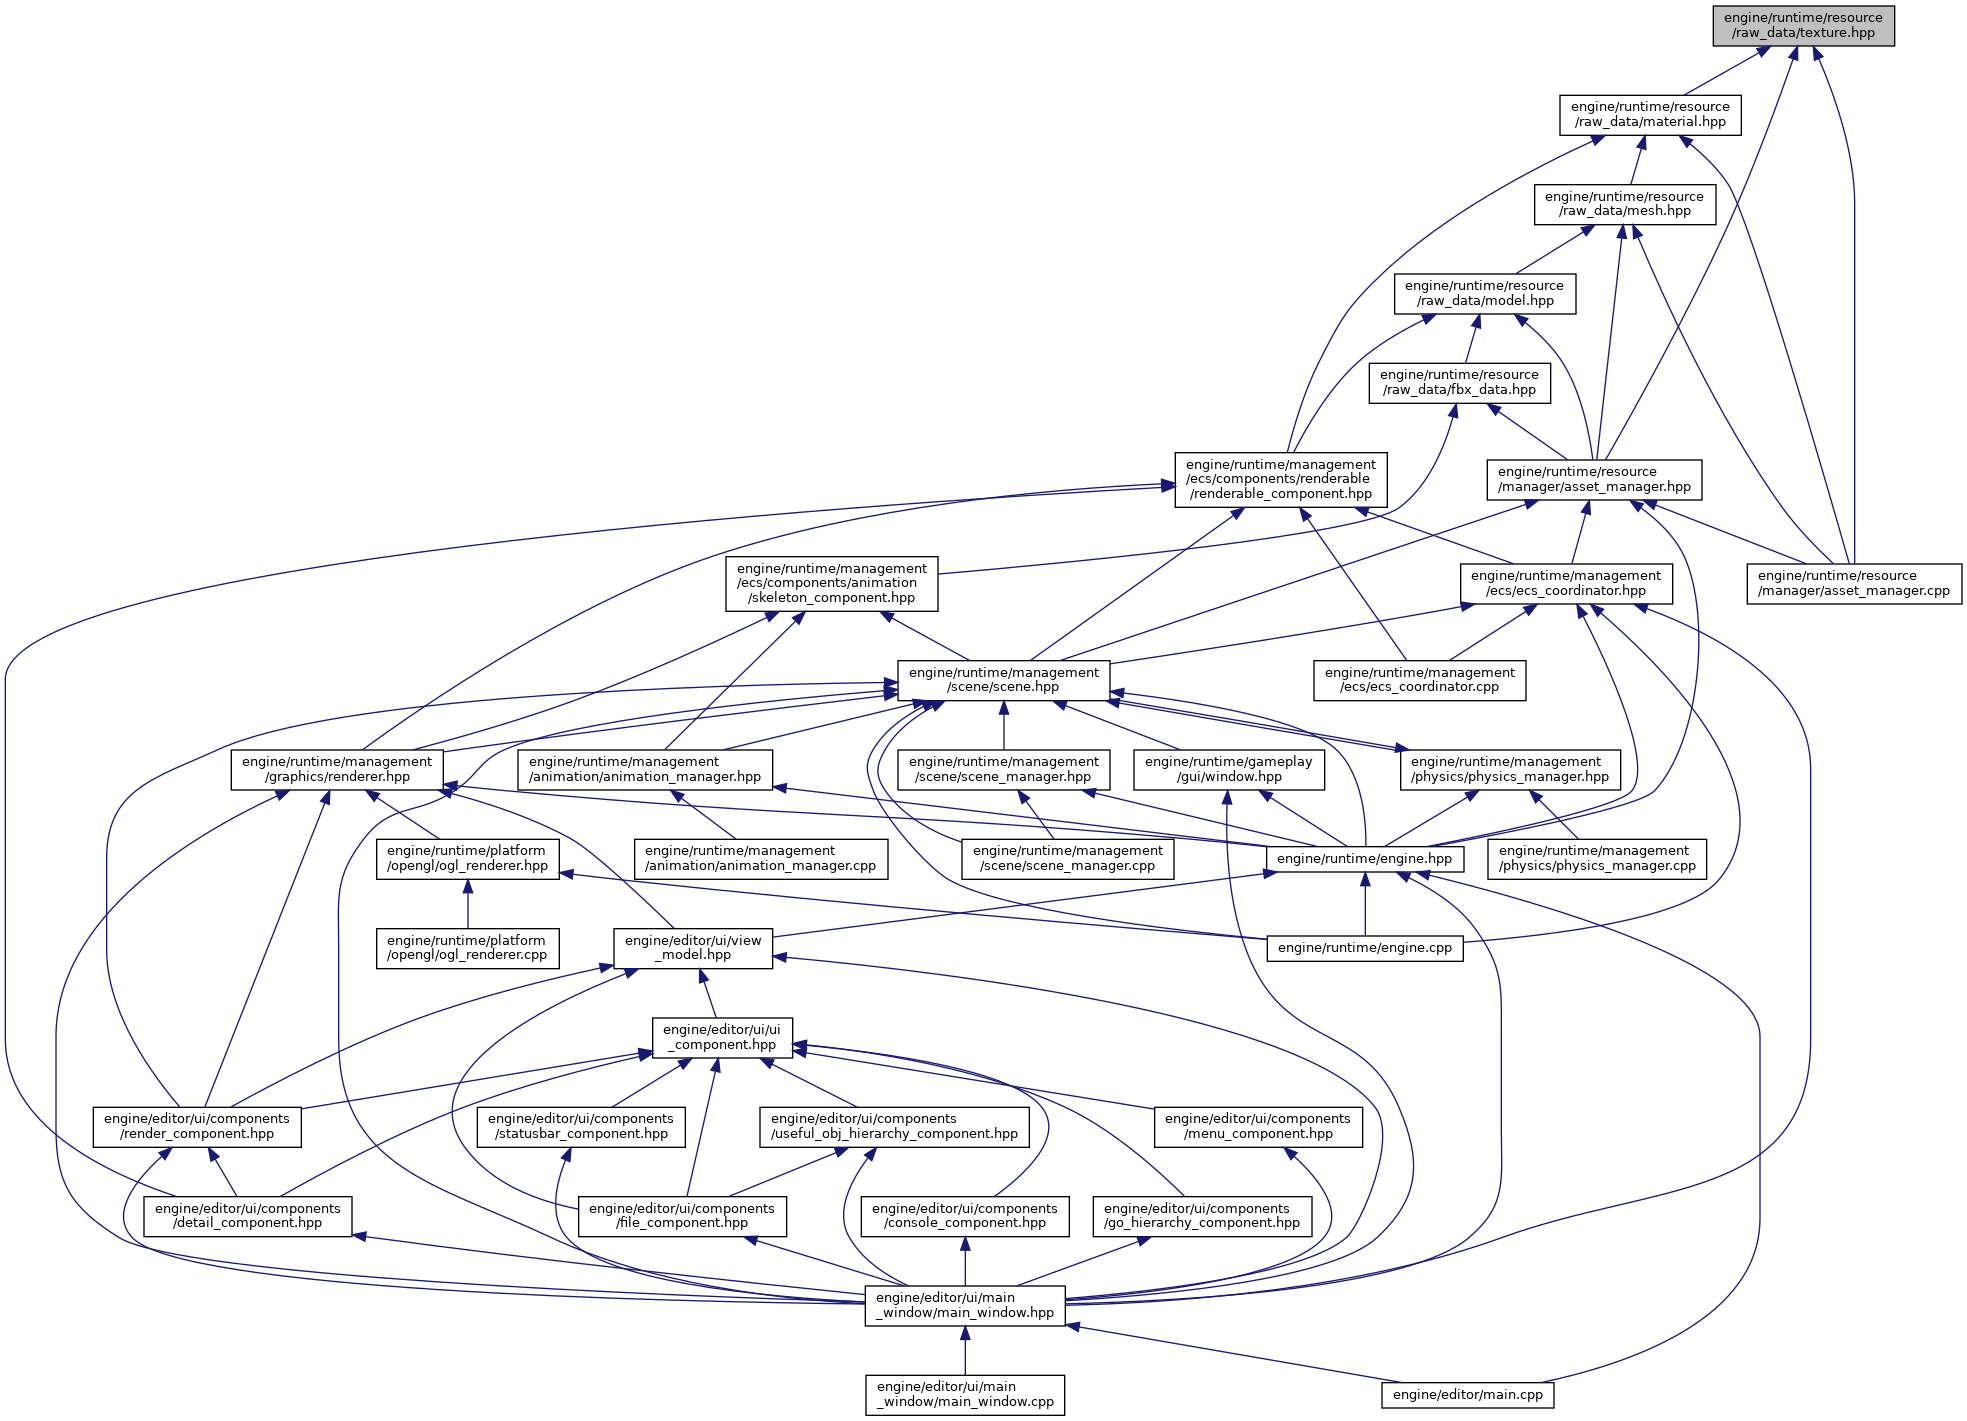 engine/runtime/resource
/raw_data/texture.hpp
engine/runtime/resource
/raw_data/material.hpp
engine/runtime/resource
/raw_data/mesh.hpp
engine/runtime/resource
/raw_data/model.hpp
engine/runtime/resource
/raw_data/fbx_data.hpp
engine/runtime/management
/ecs/components/renderable
/renderable_component.hpp
engine/runtime/resource
/manager/asset_manager.hpp
engine/runtime/management
/ecs/components/animation
/skeleton_component.hpp
engine/runtime/management
/ecs/ecs_coordinator.hpp
engine/runtime/resource
/manager/asset_manager.cpp
engine/runtime/management
/scene/scene.hpp
engine/runtime/management
/ecs/ecs_coordinator.cpp
engine/runtime/management
/graphics/renderer.hpp
engine/runtime/management
/animation/animation_manager.hpp
engine/runtime/management
/scene/scene_manager.hpp
engine/runtime/gameplay
/gui/window.hpp
engine/runtime/management
/physics/physics_manager.hpp
engine/runtime/platform
/opengl/ogl_renderer.hpp
engine/runtime/management
/animation/animation_manager.cpp
engine/runtime/management
/scene/scene_manager.cpp
engine/runtime/engine.hpp
engine/runtime/management
/physics/physics_manager.cpp
engine/runtime/platform
/opengl/ogl_renderer.cpp
engine/editor/ui/view
_model.hpp
engine/runtime/engine.cpp
engine/editor/ui/ui
_component.hpp
engine/editor/ui/components
/render_component.hpp
engine/editor/ui/components
/statusbar_component.hpp
engine/editor/ui/components
/useful_obj_hierarchy_component.hpp
engine/editor/ui/components
/menu_component.hpp
engine/editor/ui/components
/detail_component.hpp
engine/editor/ui/components
/file_component.hpp
engine/editor/ui/components
/console_component.hpp
engine/editor/ui/components
/go_hierarchy_component.hpp
engine/editor/ui/main
_window/main_window.hpp
engine/editor/ui/main
_window/main_window.cpp
engine/editor/main.cpp